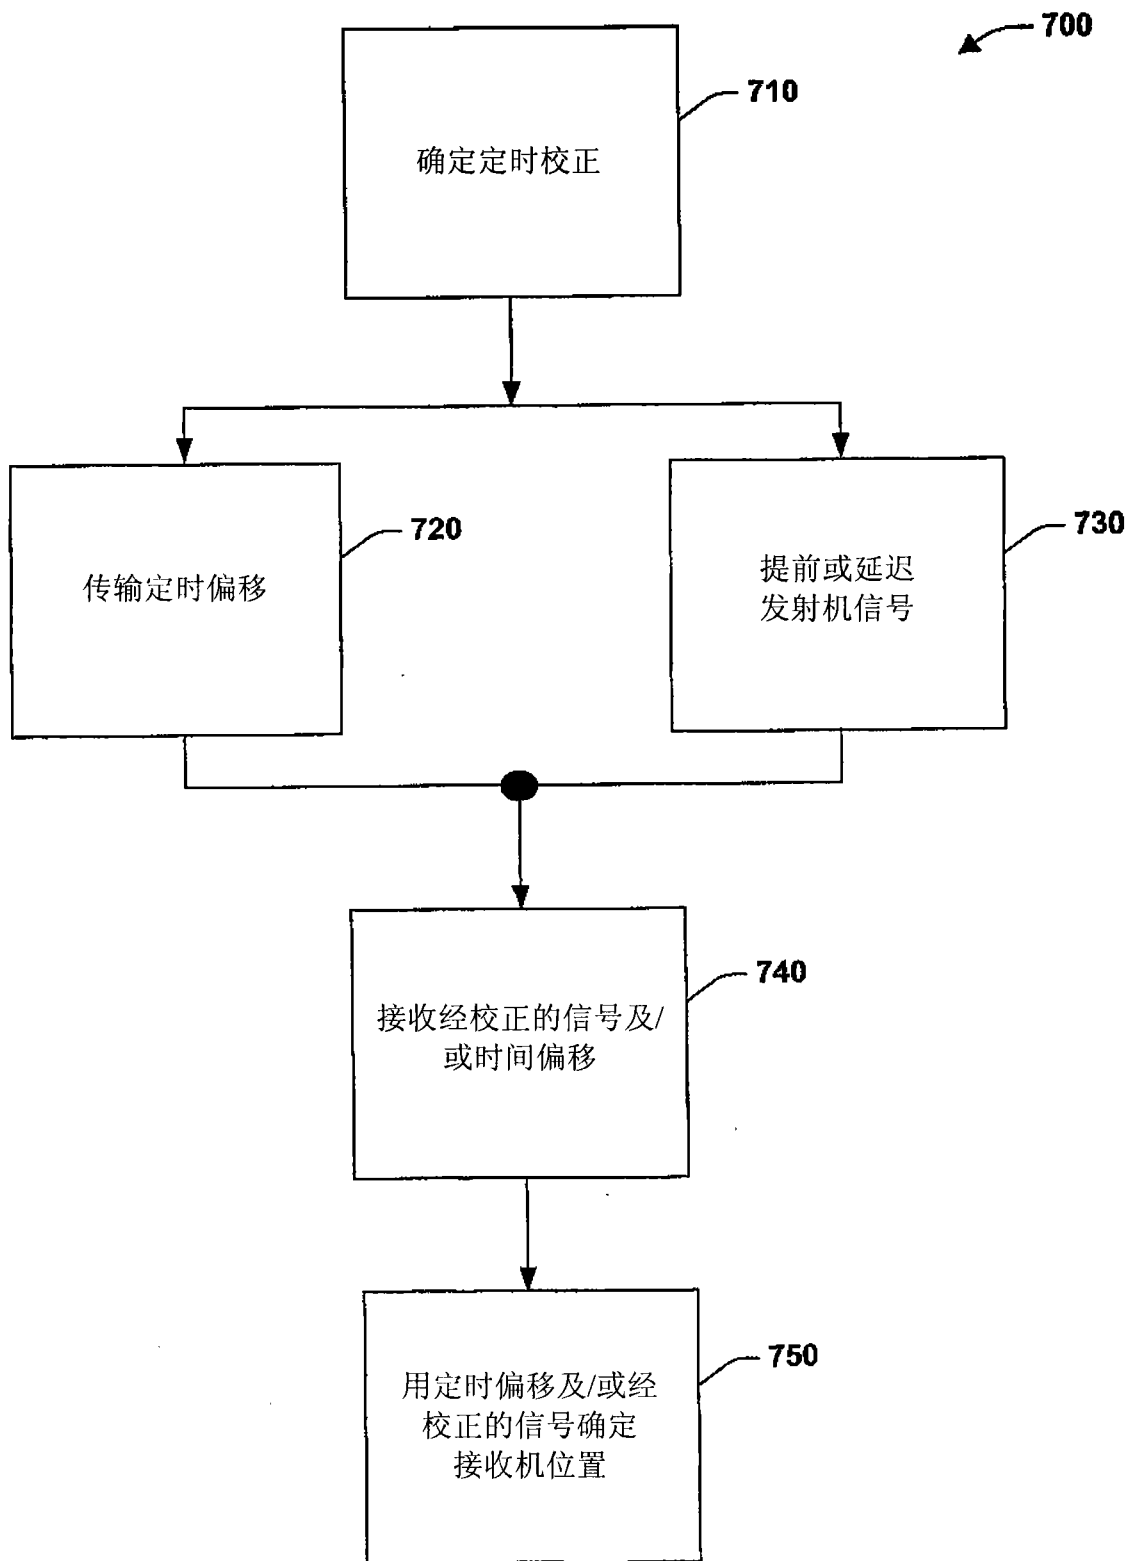 700
710
确定定时校正
720
传输定时偏移
730
提前或延迟
发射机信号
740
接收经校正的信号及/
或时间偏移
750
用定时偏移及/或经
校正的信号确定
接收机位置